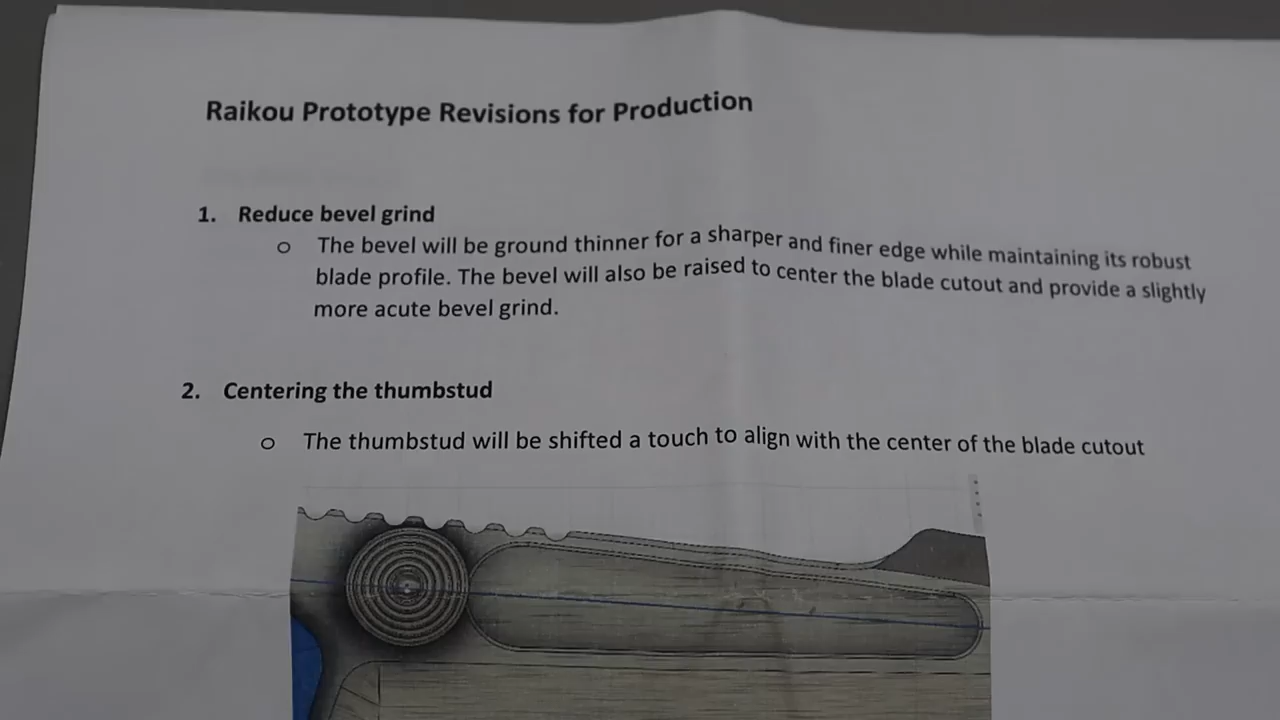 Raikou Prototype Revisions for Production
1. Reduce bevel grind
o The bevel will be ground thinner for a sharper and finer edge while maintaining its robust
blade profile. The bevel will also be raised to center the blade cutout and provide a slightly
more acute bevel grind.
2. Centering the thumbstud
o The thumbstud will be shifted a touch to align with the center of the blade cutout